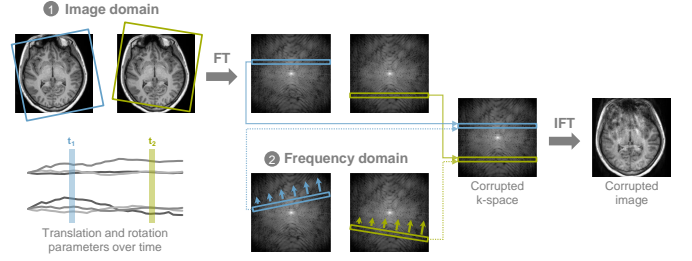 1 Image domain
FT
t1
t2
Translation and rotation
parameters over time
2 Frequency domain
Corrupted
k-space
IFT
Corrupted
image